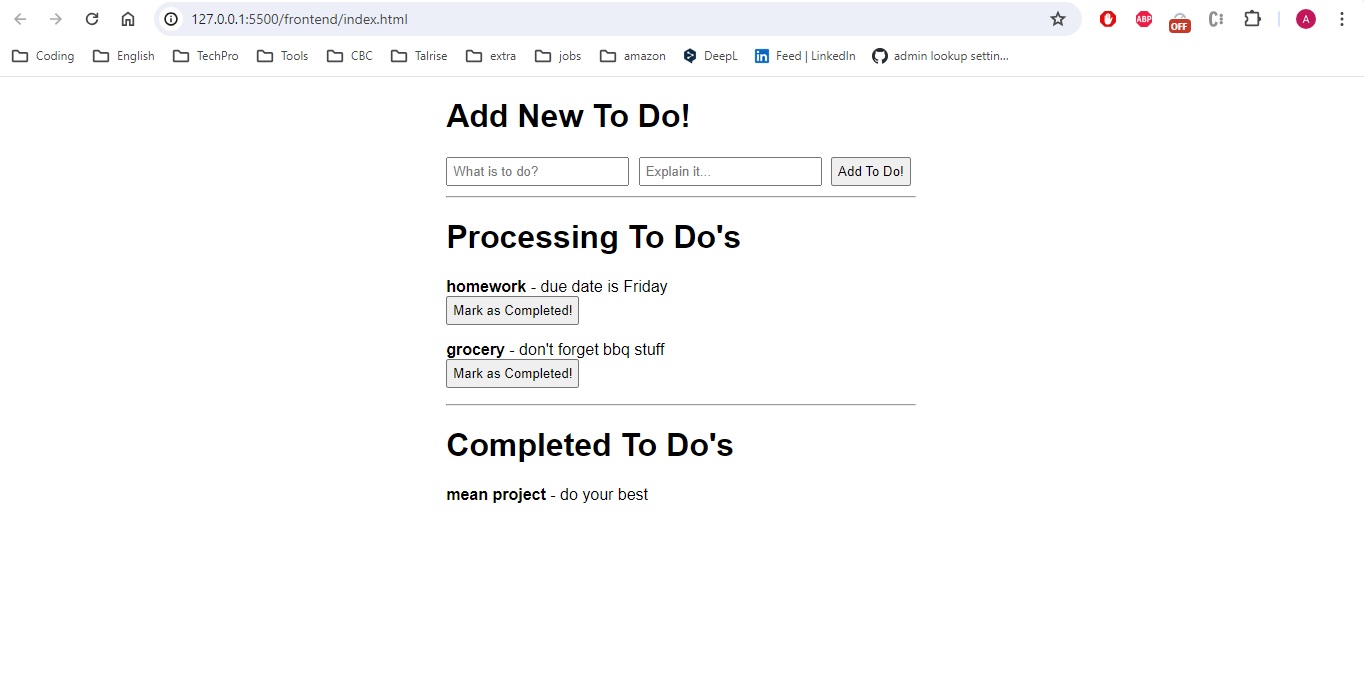 127.0.0.1:5500/frontend/index.html
ABP
OFF
A
Coding English TechPro Tools CBC Talrise extra jobs amazon DeepL in Feed | LinkedIn admin lookup settin...
Add New To Do!
What is to do? Explain it... Add To Do!
Processing To Do's
homework - due date is Friday
Mark as Completed!
grocery - don't forget bbq stuff
Mark as Completed!
Completed To Do's
mean project - do your best